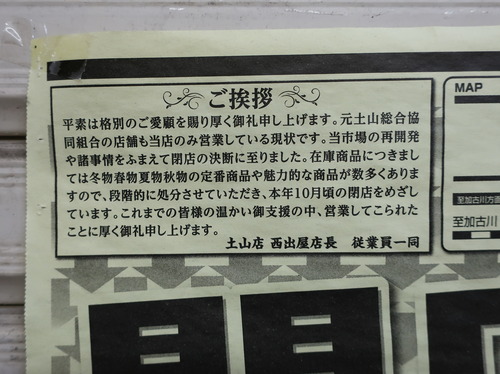 ご挨拶
平素は格別のご愛顧を賜り厚く御礼申し上げます。元土山総合協
同組合の店舗も当店のみ営業している現状です。当市場の再開発
や諸事情をふまえて閉店の決断に至りました。在庫商品につきまし
ては冬物春物夏物秋物の定番商品や魅力的な商品が数多くありま
すので、段階的に処分させていただき、本年10月頃の閉店をめざし
ています。これまでの皆様の温かい御支援の中、営業してこられた
ことに厚く御礼申し上げます。
土山店 西出屋店長 従業員一同
MAP
至加古川方面
至加古川